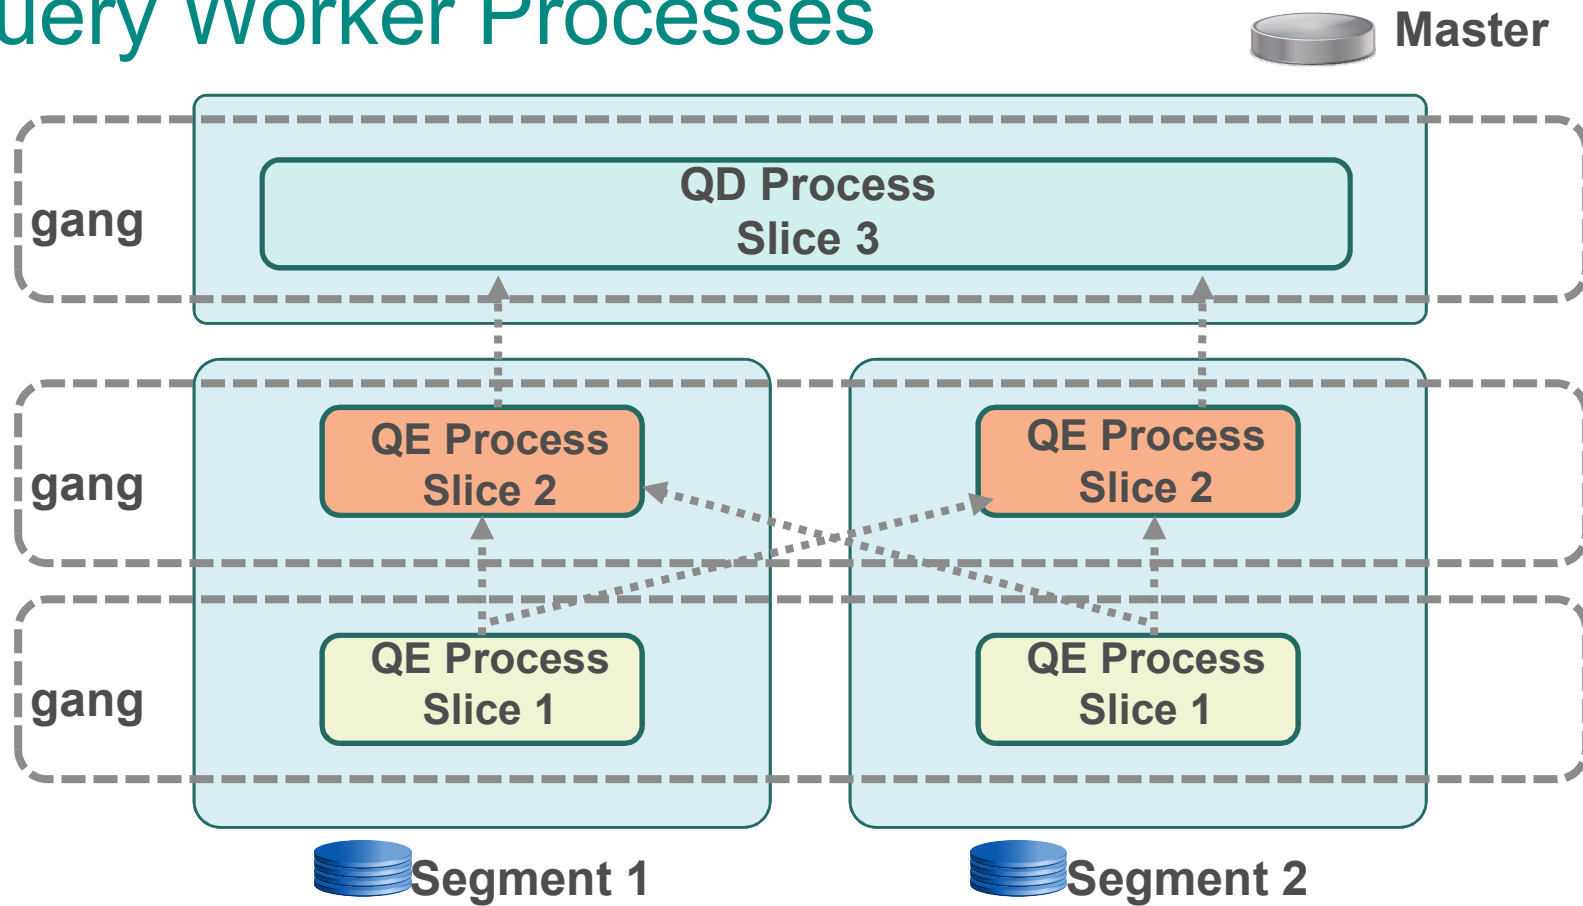 uery Worker Processes
Master
gang
QD Process
Slice 3
gang
QE Process
Slice 2
QE Process
Slice 2
gang
QE Process
Slice 1
QE Process
Slice 1
Segment 1
Segment 2